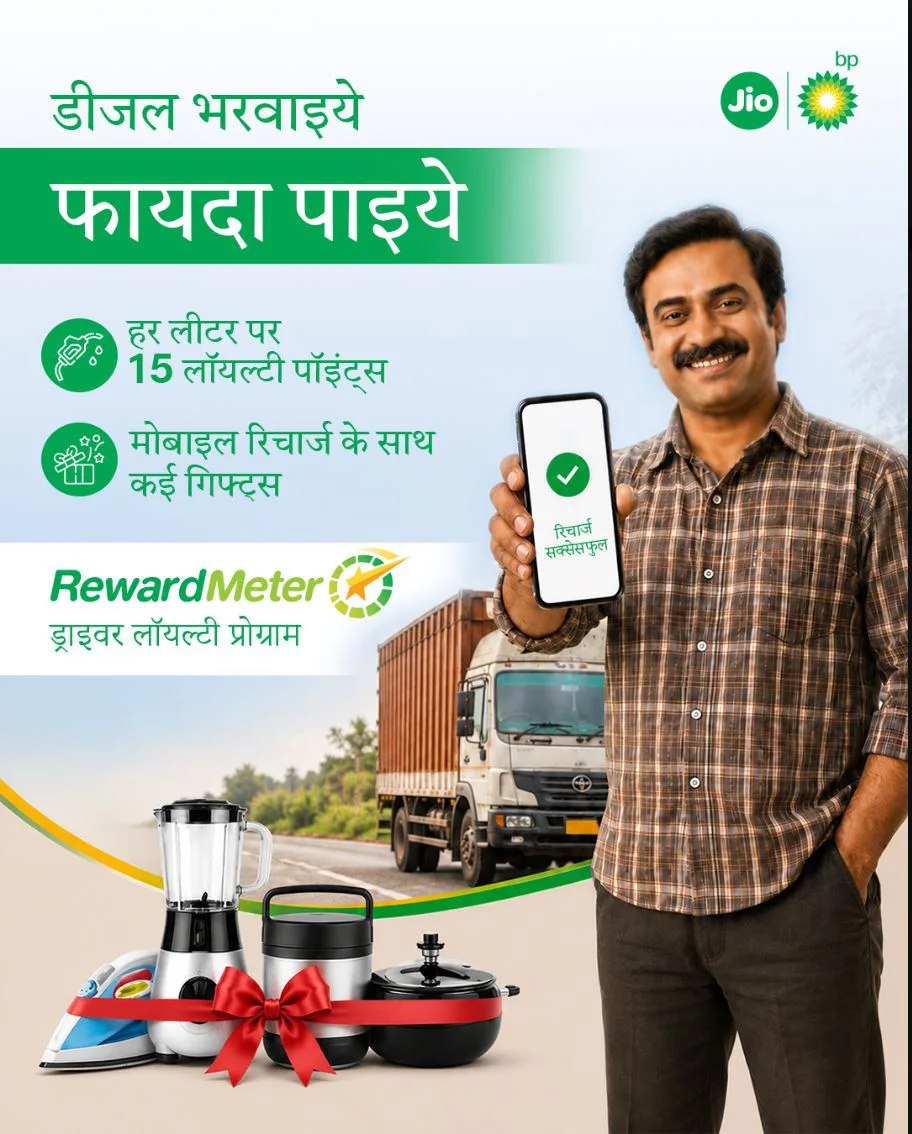 डीजल भरवाइये
Jio
bp
फायदा पाइये
हर लीटर पर
15 लॉयल्टी पॉइंट्स
मोबाइल रिचार्ज के साथ
कई गिफ्ट्स
रिचार्ज
सक्सेसफुल
RewardMeter
ड्राइवर लॉयल्टी प्रोग्राम